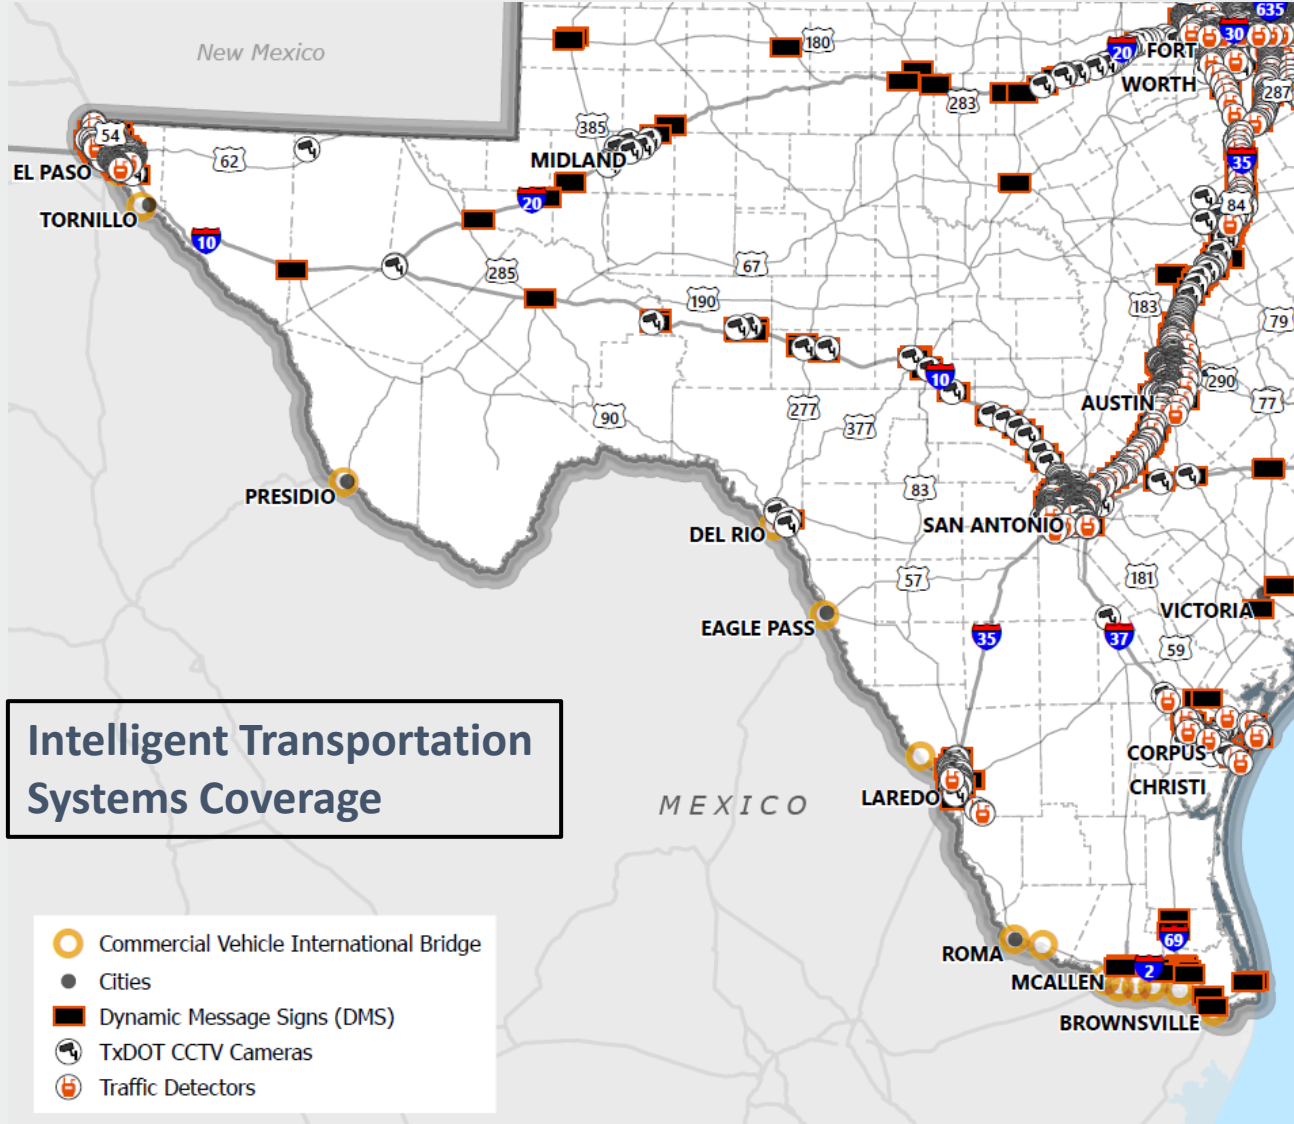 New Mexico
635
30
180
20
FORT
WORTH
283
287
385
54
62
MIDLAND
35
EL PASO
20
84
TORNILLO
10
67
285
190
183
79
10
290
90
277
377
77
AUSTIN
83
PRESIDIO
SAN ANTONIO
DEL RIO
57
181
VICTORIA
EAGLE PASS
35
37
59
Intelligent Transportation
Systems Coverage
CORPUS
CHRISTI
MEXICO
LAREDO
69
ROMA
2
MCALLEN
BROWNSVILLE
Commercial Vehicle International Bridge
Cities
Dynamic Message Signs (DMS)
TxDOT CCTV Cameras
Traffic Detectors